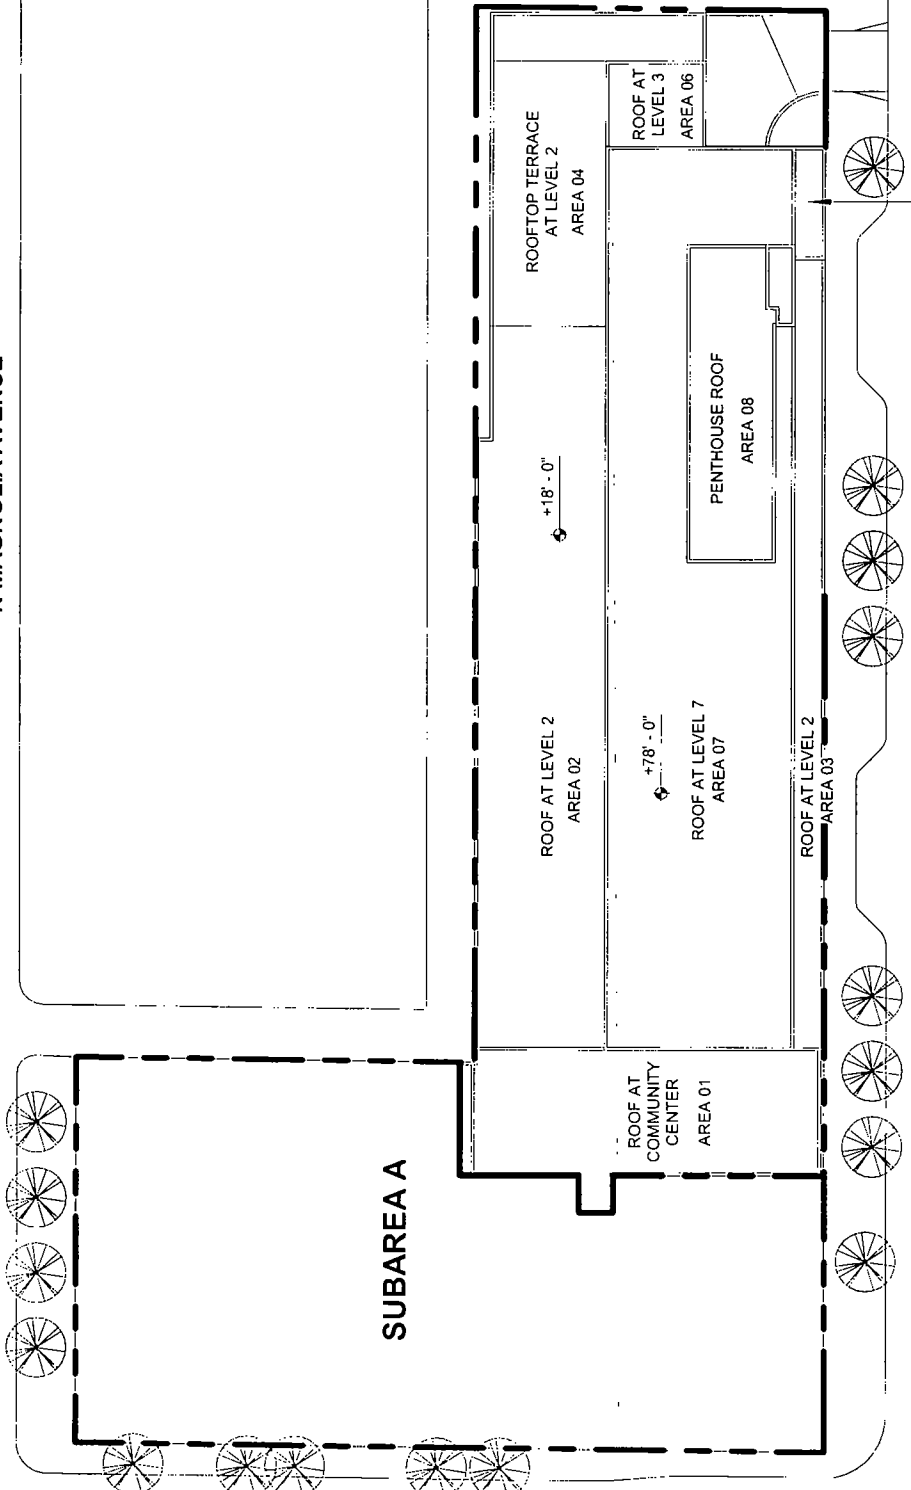 ROOFTOP TERRACE
AT LEVEL 2
AREA 04
ROOF AT
LEVEL 3
AREA 06
PENTHOUSE ROOF
AREA 08
+18' - 0"
ROOF AT LEVEL 2
AREA 02
+78' - 0"
ROOF AT LEVEL 7
AREA 07
ROOF AT LEVEL 2
AREA 03
ROOF AT
COMMUNITY
CENTER
AREA 01
SUBAREA A